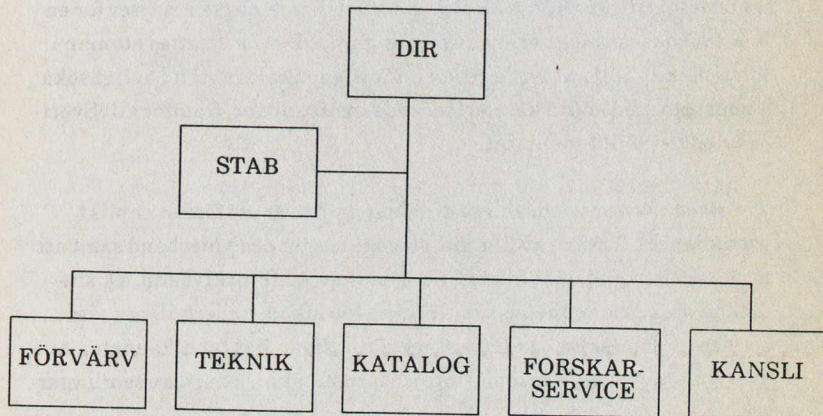 DIR
STAB
FÖRVÄRV
TEKNIK
KATALOG
FORSKAR-
SERVICE
KANSLI